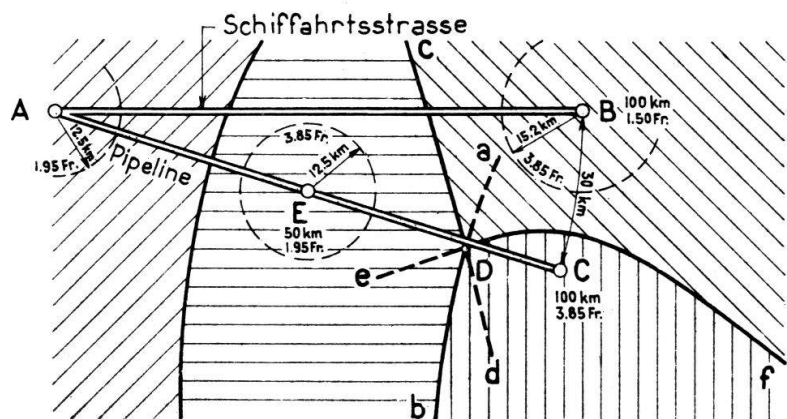 Schiffahrtsstrasse
c
A
B
100 km
1.50 Fr.
12.5 km
1.95 Fr.
Pipeline
3.85 Fr.
12.5 km
15.2 km
3.85 Fr.
a
30 km
E
50 km
1.95 Fr.
e
D
C
100 km
3.85 Fr.
d
b
f